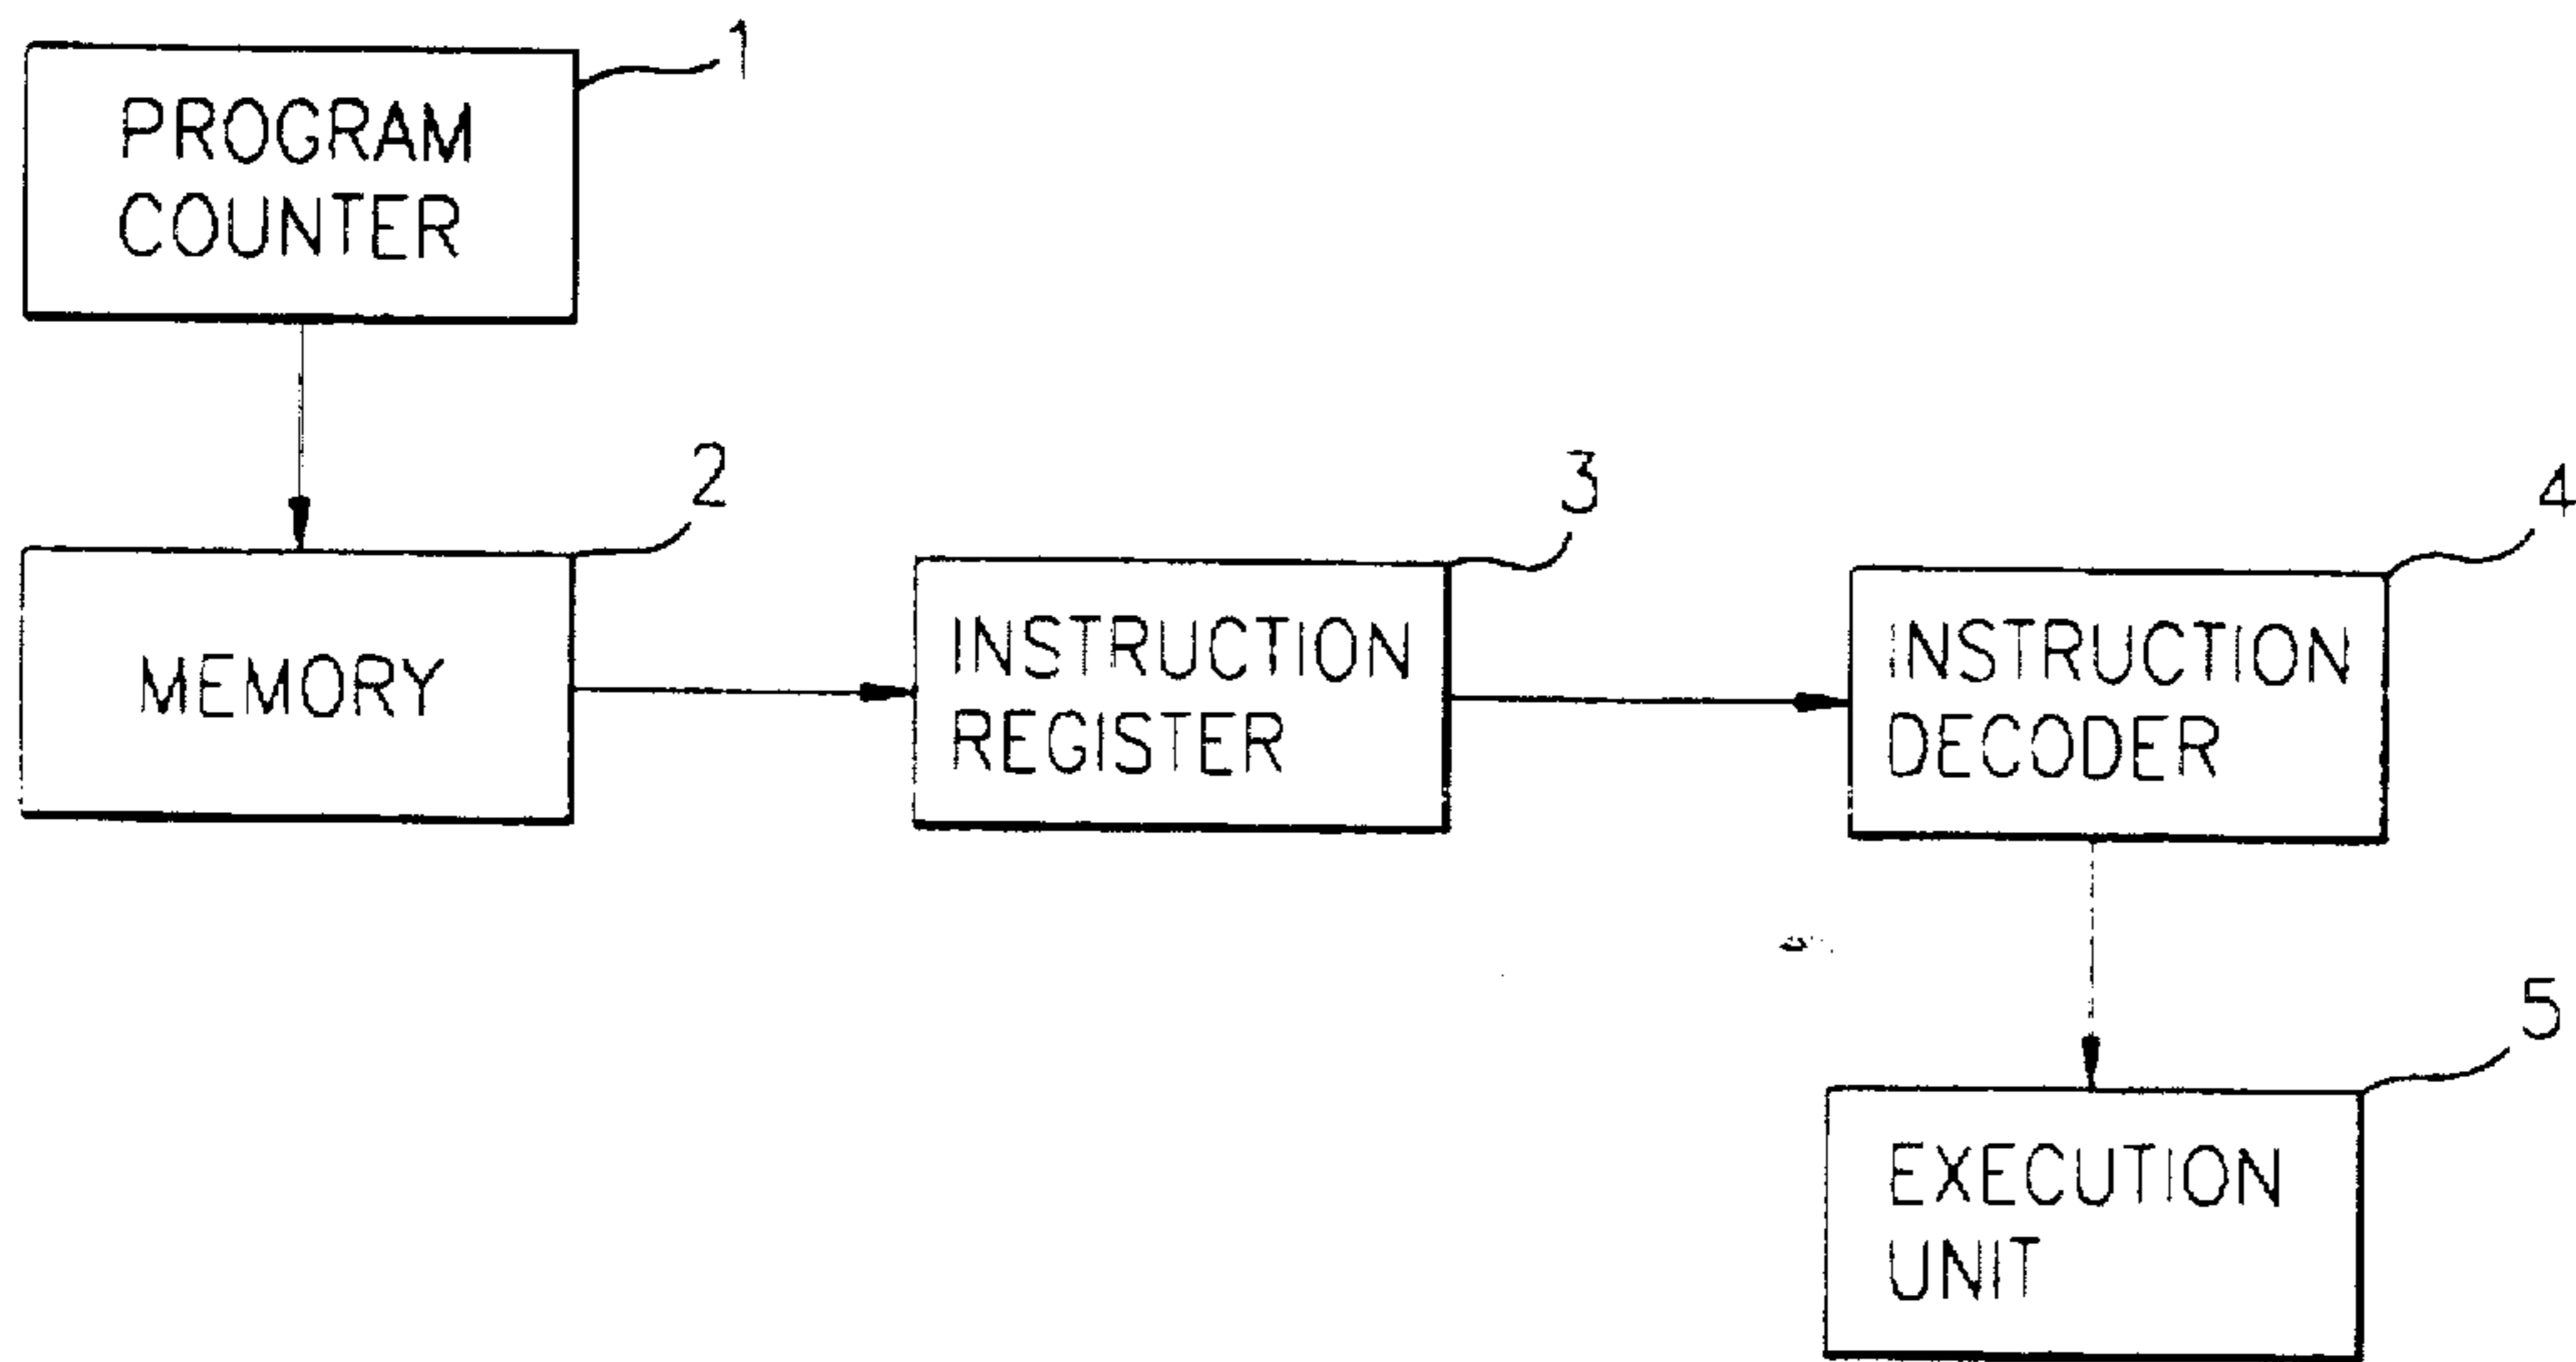 1
PROGRAM
COUNTER
2
MEMORY
3
INSTRUCTION
REGISTER
4
INSTRUCTION
DECODER
5
EXECUTION
UNIT